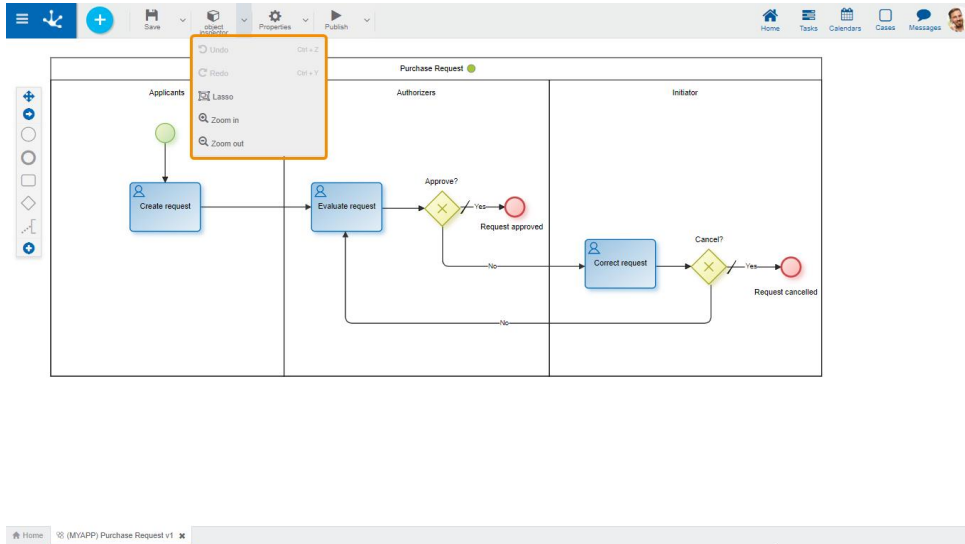 Save
object
inspector
Properties
Publish
Home
Tasks
Calendars
Cases
Messages
Undo Ctrl + Z
Redo Ctrl + Y
Lasso
Zoom in
Zoom out
Purchase Request
Applicants
Authorizers
Initiator
Create request
Evaluate request
Approve?
Yes
Request approved
No
Correct request
Cancel?
Yes
Request cancelled
No
Home
(MYAPP) Purchase Request v1